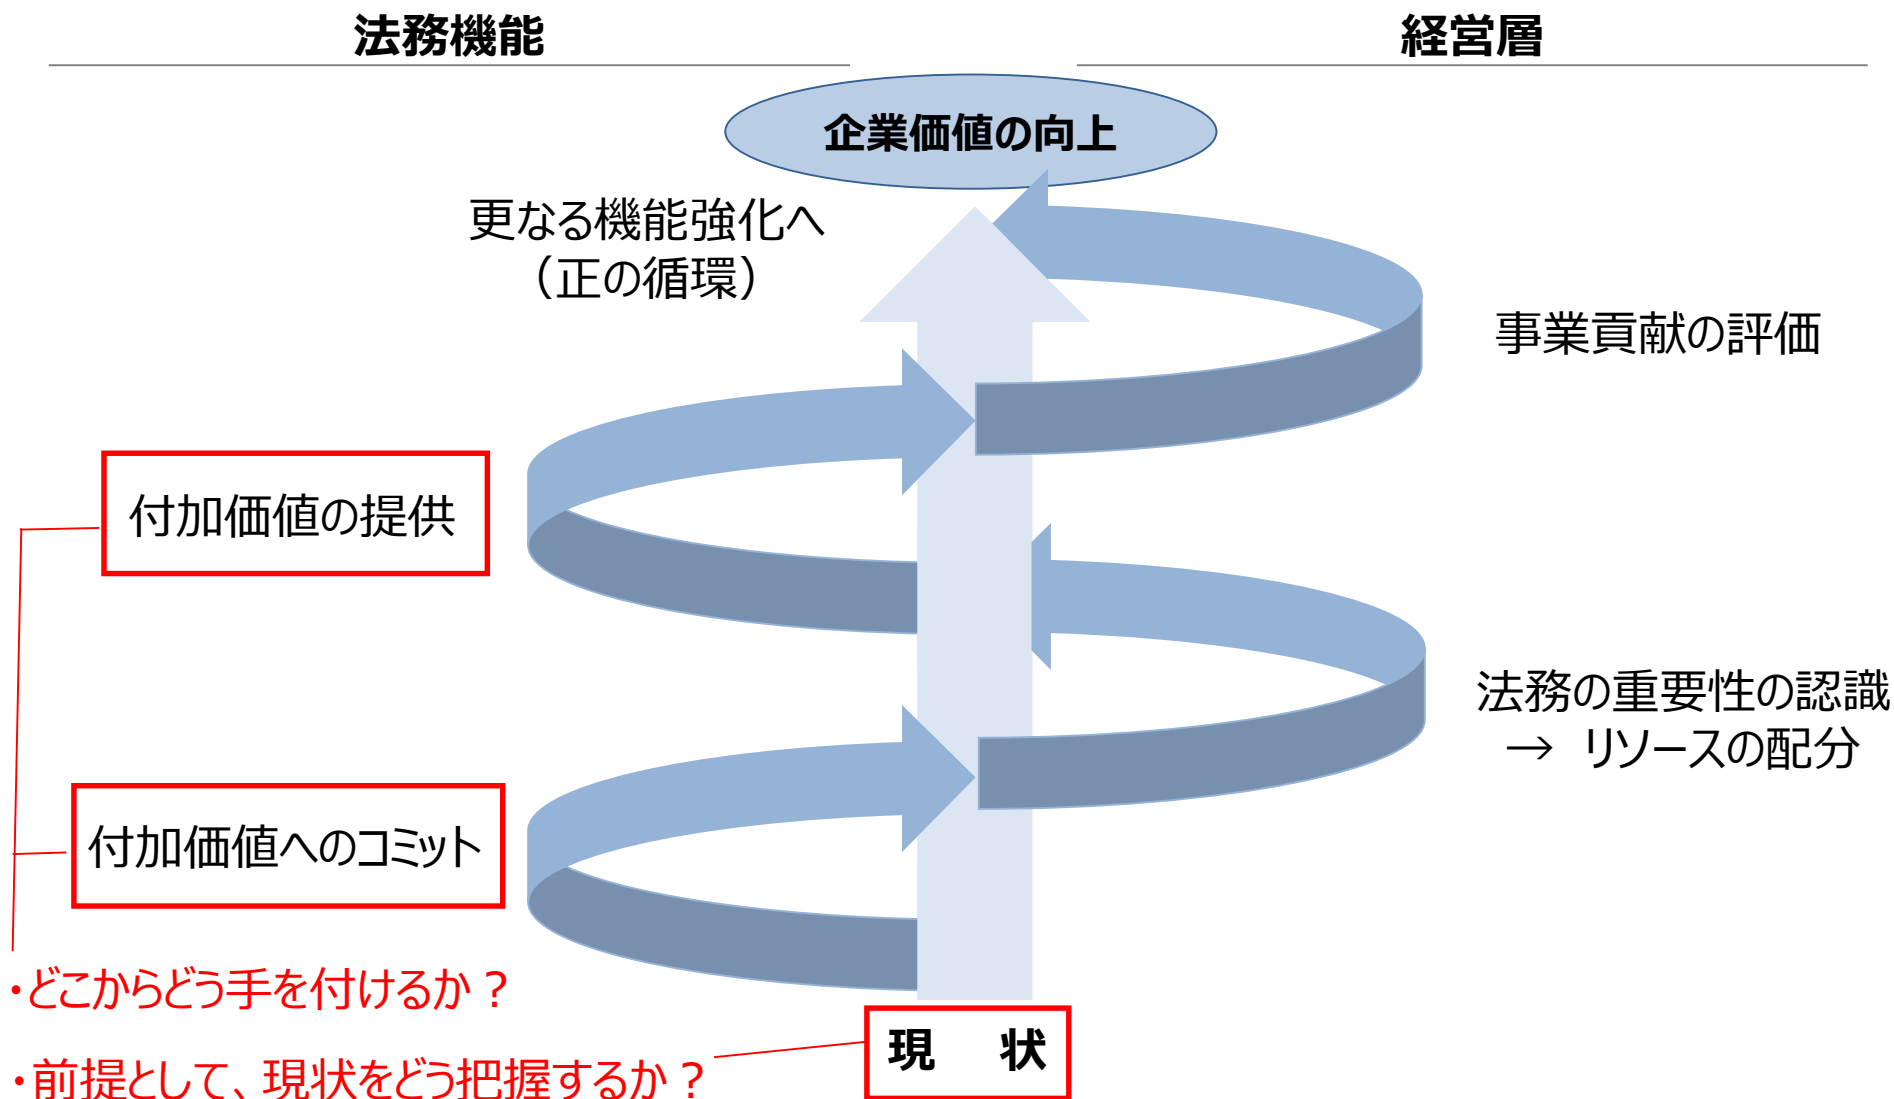 法務機能
経営層
企業価値の向上
更なる機能強化へ
（正の循環）
事業貢献の評価
付加価値の提供
法務の重要性の認識
→ リソースの配分
付加価値へのコミット
・どこからどう手を付けるか？
現 状
・前提として、現状をどう把握するか？